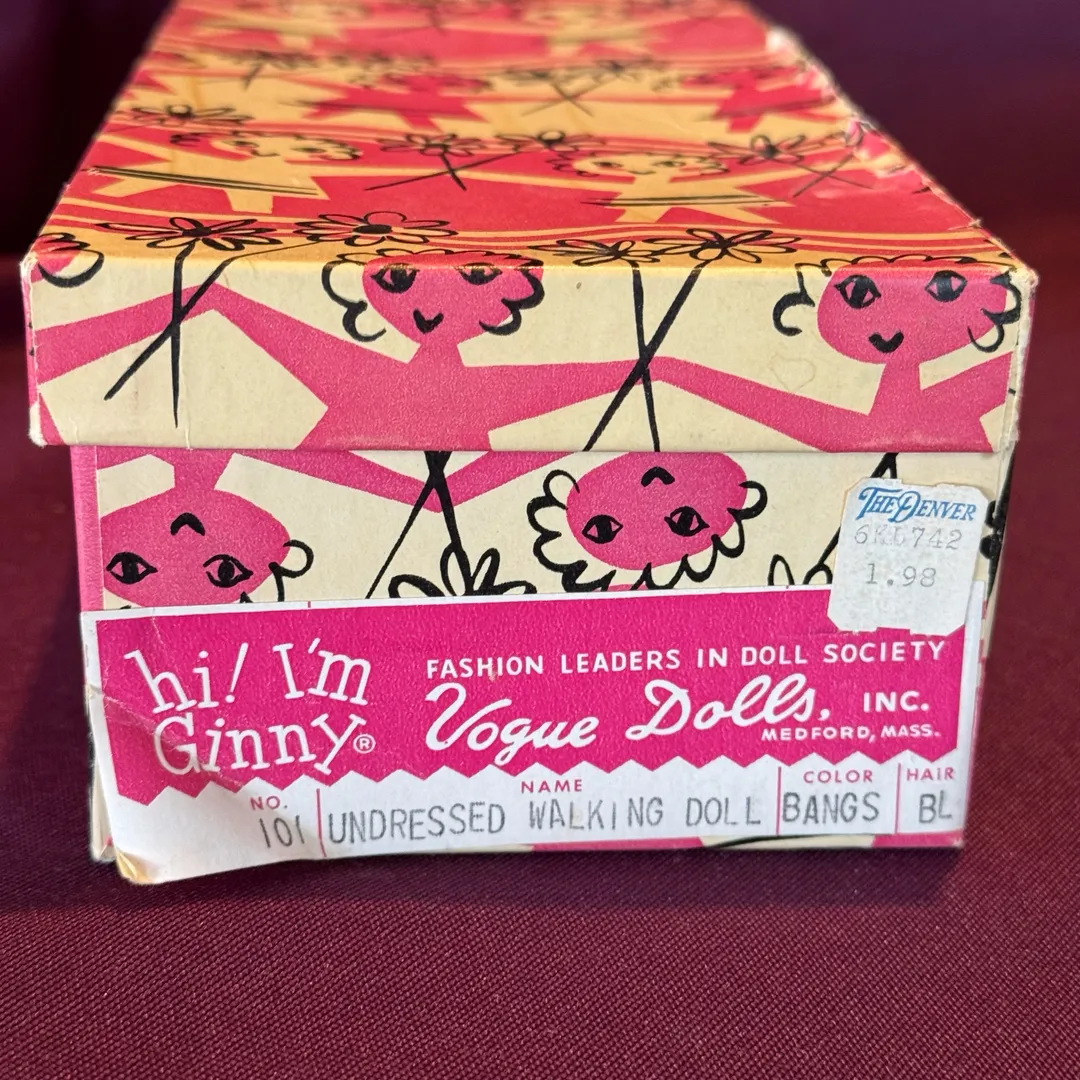 THE DENVER
1.98
hi! I'm
Ginny®
FASHION LEADERS IN DOLL SOCIETY
Vogue Dolls, INC.
MEDFORD, MASS.
NO. NAME COLOR HAIR
101 UNDRESSED WALKING DOLL BANGS BL